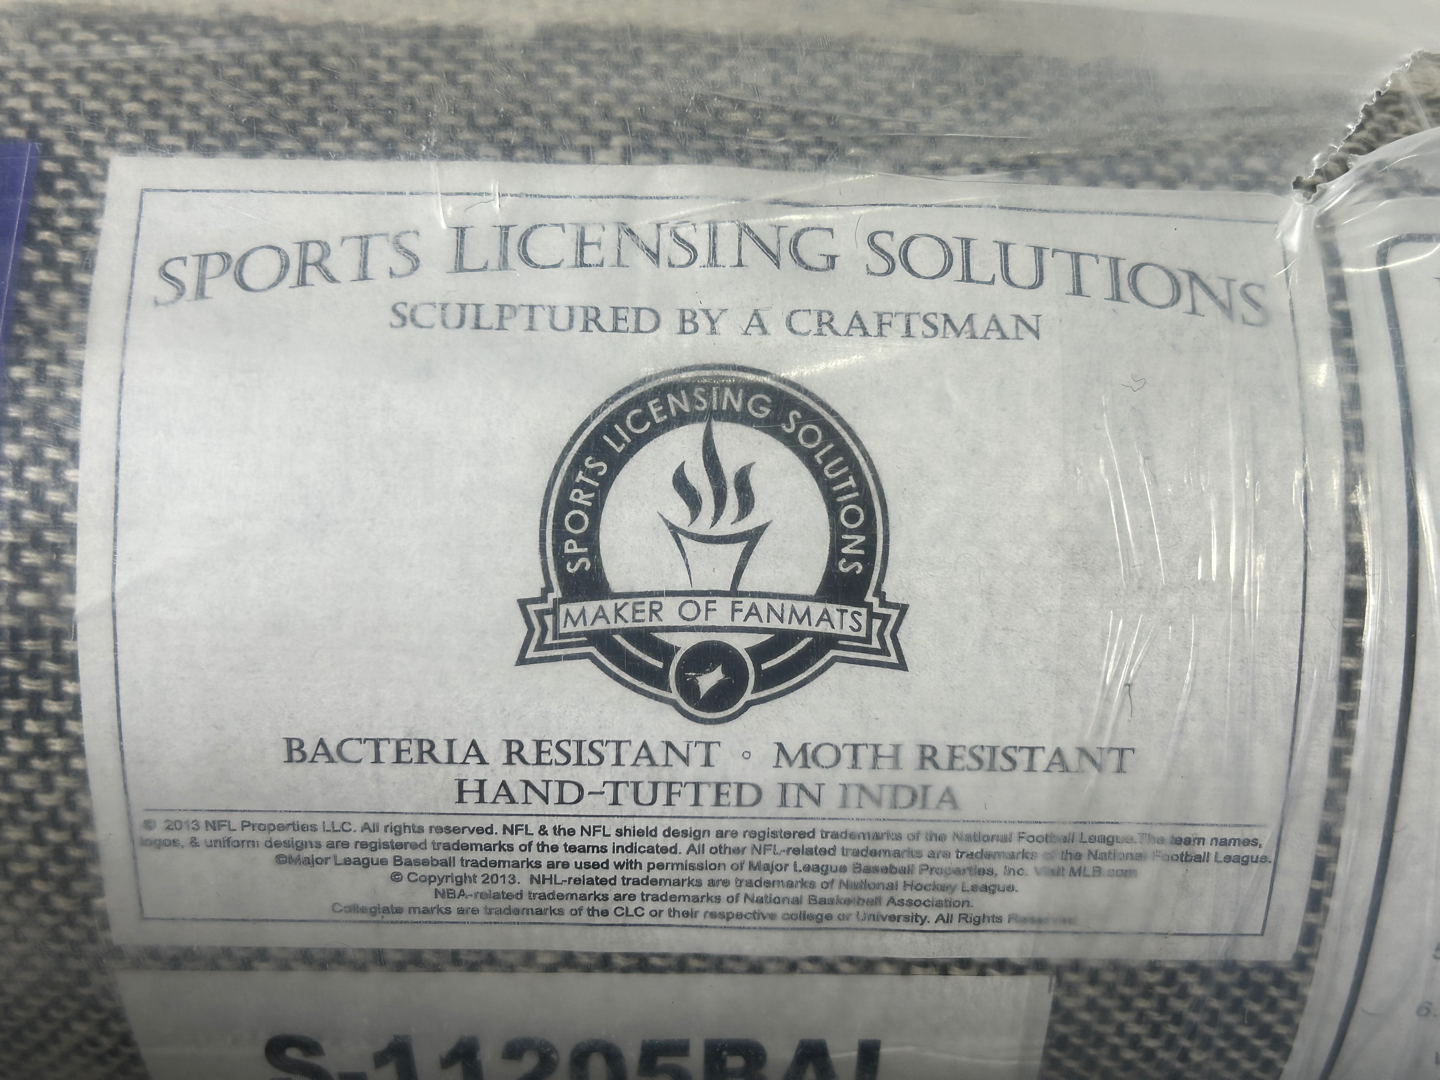 SPORTS LICENSING SOLUTIONS
SCULPTURED BY A CRAFTSMAN
SPORTS LICENSING SOLUTIONS
MAKER OF FANMATS
BACTERIA RESISTANT ◦ MOTH RESISTANT
HAND-TUFTED IN INDIA
© 2013 NFL Properties LLC. All rights reserved. NFL & the NFL shield design are registered trademarks of the National Football League.The team names,
logos, & uniform designs are registered trademarks of the teams indicated. All other NFL-related trademarks are trademarks of the National Football League.
©Major League Baseball trademarks are used with permission of Major League Baseball Properties, Inc. Visit MLB.com
© Copyright 2013. NHL-related trademarks are trademarks of National Hockey League.
NBA-related trademarks are trademarks of National Basketball Association.
Collegiate marks are trademarks of the CLC or their respective college or University. All Rights Reserved
S-11205BAL